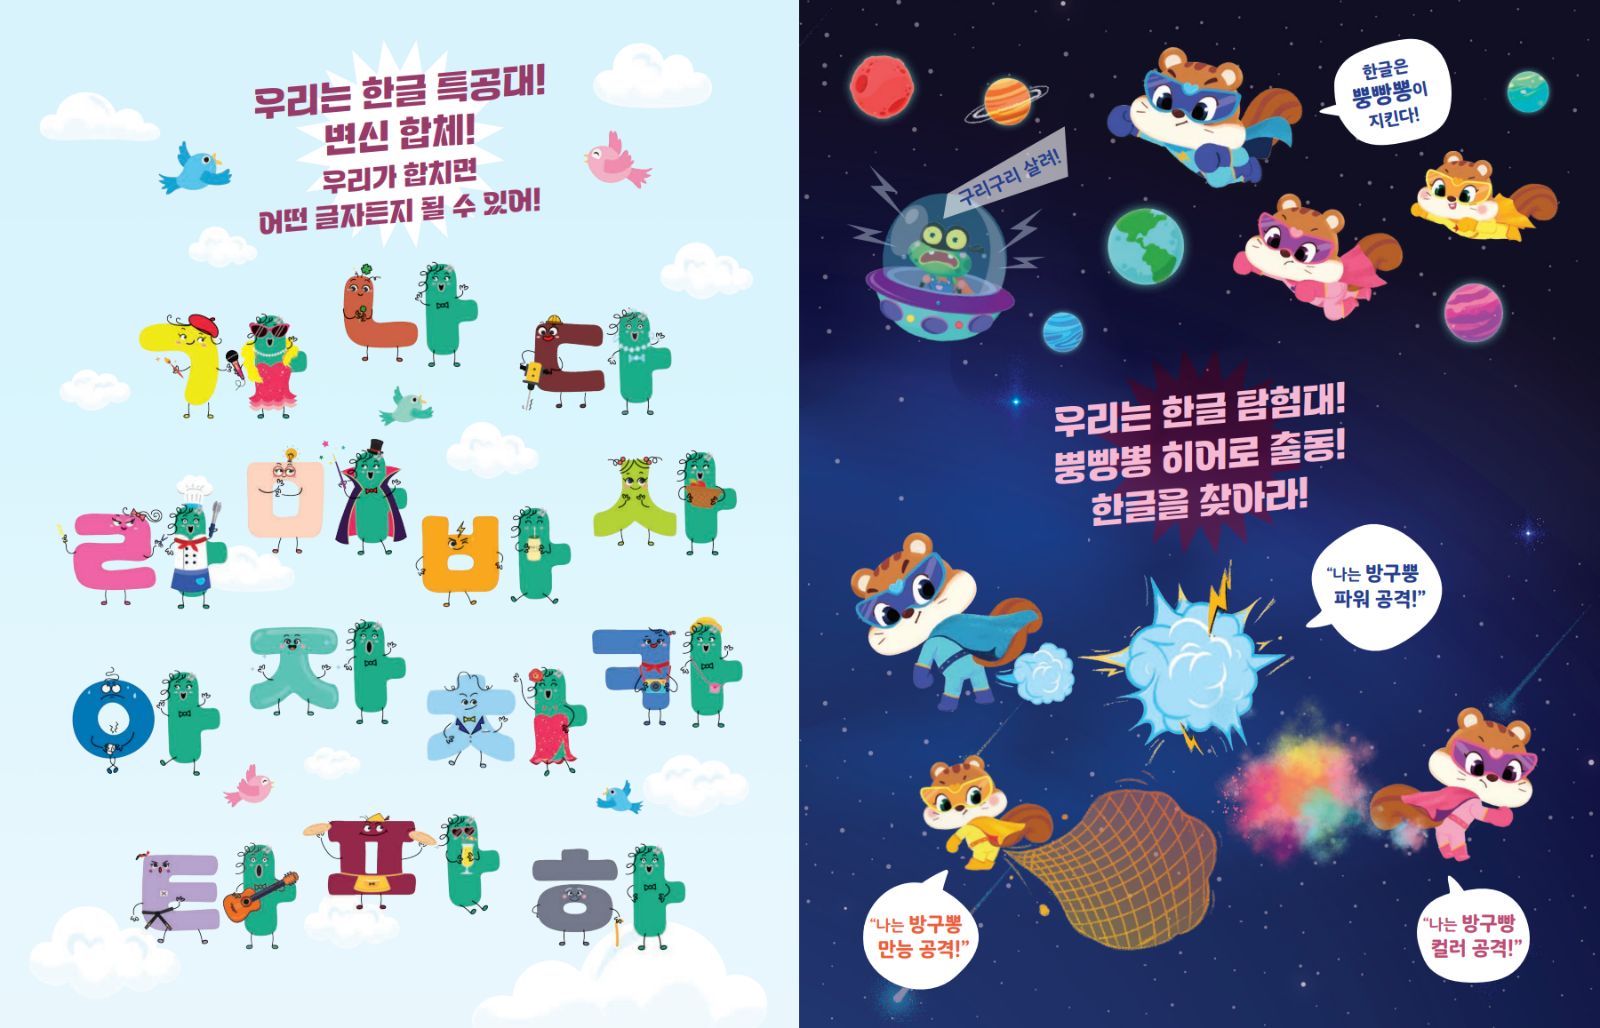 우리는 한글 특공대!
변신 합체!
우리가 합치면
어떤 글자든지 될 수 있어!
나
가
다
마
라
바
사
자
아
차
카
타
파
하
한글은
뿡빵뽕이
지킨다!
구리구리 살려!
우리는 한글 탐험대!
뿡빵뽕 히어로 출동!
한글을 찾아라!
“나는 방구뿡
파워 공격!”
“나는 방구뽕
만능 공격!”
“나는 방구빵
컬러 공격!”